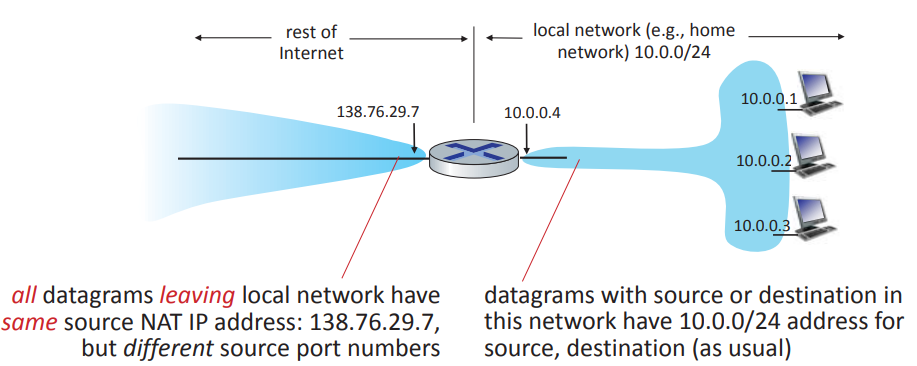 rest of
Internet
local network (e.g., home
network) 10.0.0/24
138.76.29.7
10.0.0.4
10.0.0.1
10.0.0.2
10.0.0.3
all datagrams leaving local network have
same source NAT IP address: 138.76.29.7,
but different source port numbers
datagrams with source or destination in
this network have 10.0.0/24 address for
source, destination (as usual)